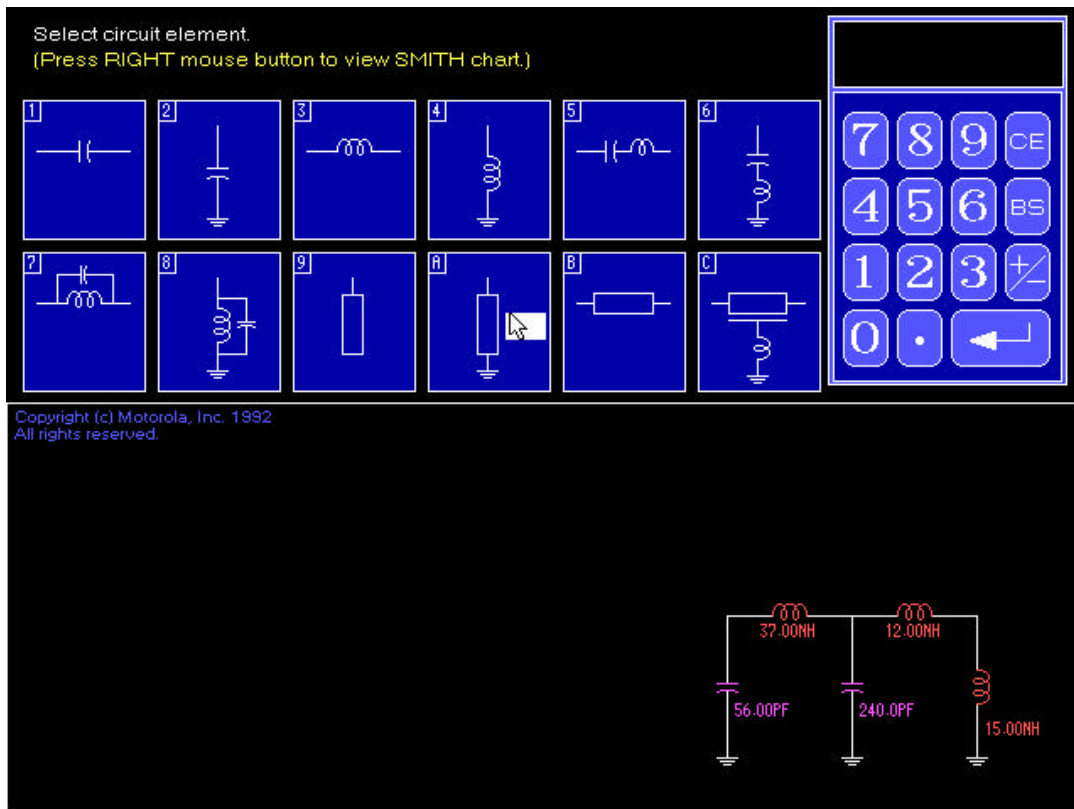 Select circuit element.
(Press RIGHT mouse button to view SMITH chart.)
1
2
3
4
5
6
7
8
9
A
B
C
7 8 9 CE
4 5 6 BS
1 2 3 +/-
0 .
Copyright (c) Motorola, Inc. 1992
All rights reserved.
37.00NH
12.00NH
56.00PF
240.0PF
15.00NH